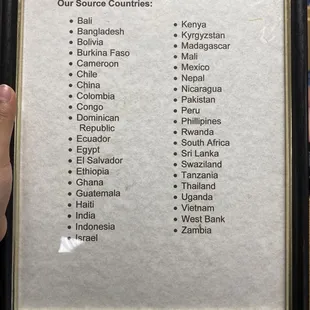 Our Source Countries:
• Bali
• Bangladesh
• Bolivia
• Burkina Faso
• Cameroon
• Chile
• China
• Colombia
• Congo
• Dominican
Republic
• Ecuador
• Egypt
• El Salvador
• Ethiopia
• Ghana
• Guatemala
• Haiti
• India
• Indonesia
• Israel
• Kenya
• Kyrgyzstan
• Madagascar
• Mali
• Mexico
• Nepal
• Nicaragua
• Pakistan
• Peru
• Phillipines
• Rwanda
• South Africa
• Sri Lanka
• Swaziland
• Tanzania
• Thailand
• Uganda
• Vietnam
• West Bank
• Zambia